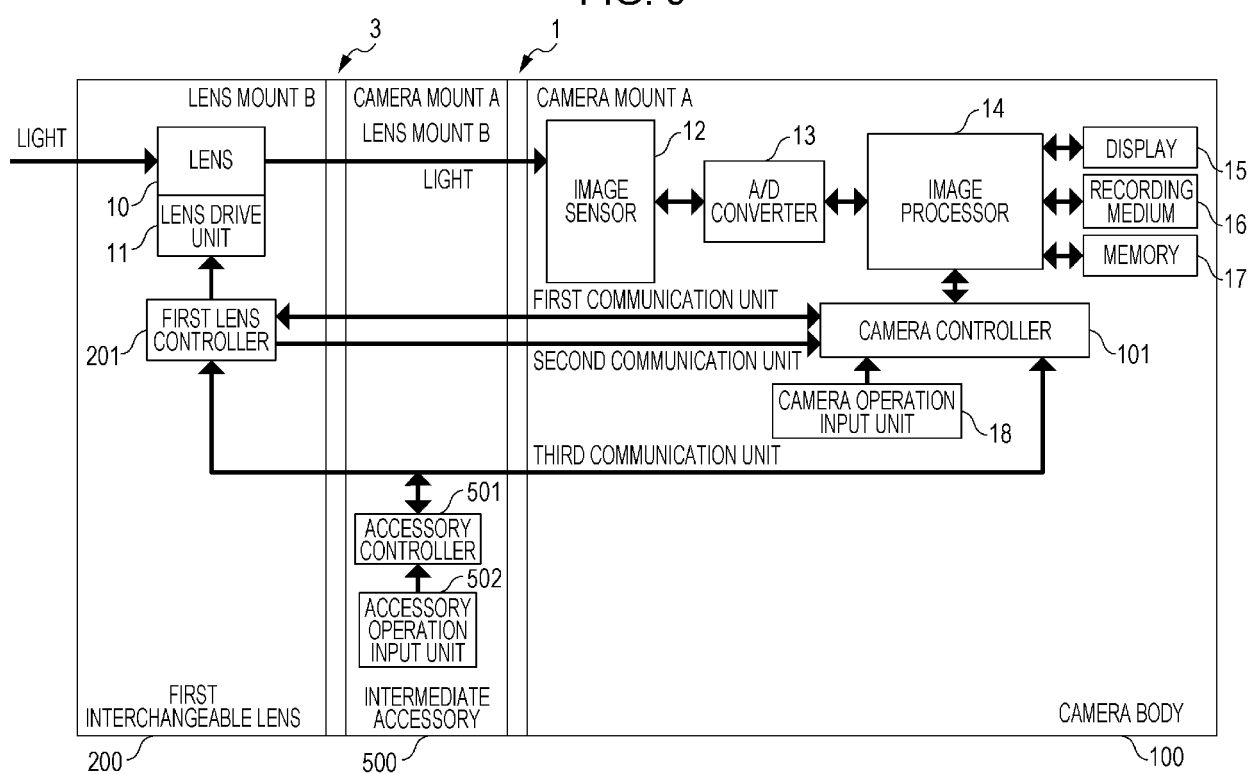 3
1
LENS MOUNT B
CAMERA MOUNT A
CAMERA MOUNT A
LENS MOUNT B
LIGHT
LENS
LIGHT
10
LENS DRIVE
UNIT
11
12
IMAGE
SENSOR
13
A/D
CONVERTER
14
IMAGE
PROCESSOR
DISPLAY
15
RECORDING
MEDIUM
16
MEMORY
17
FIRST COMMUNICATION UNIT
FIRST LENS
CONTROLLER
201
CAMERA CONTROLLER
101
SECOND COMMUNICATION UNIT
CAMERA OPERATION
INPUT UNIT
18
THIRD COMMUNICATION UNIT
501
ACCESSORY
CONTROLLER
502
ACCESSORY
OPERATION
INPUT UNIT
FIRST
INTERCHANGEABLE LENS
INTERMEDIATE
ACCESSORY
CAMERA BODY
200
500
100